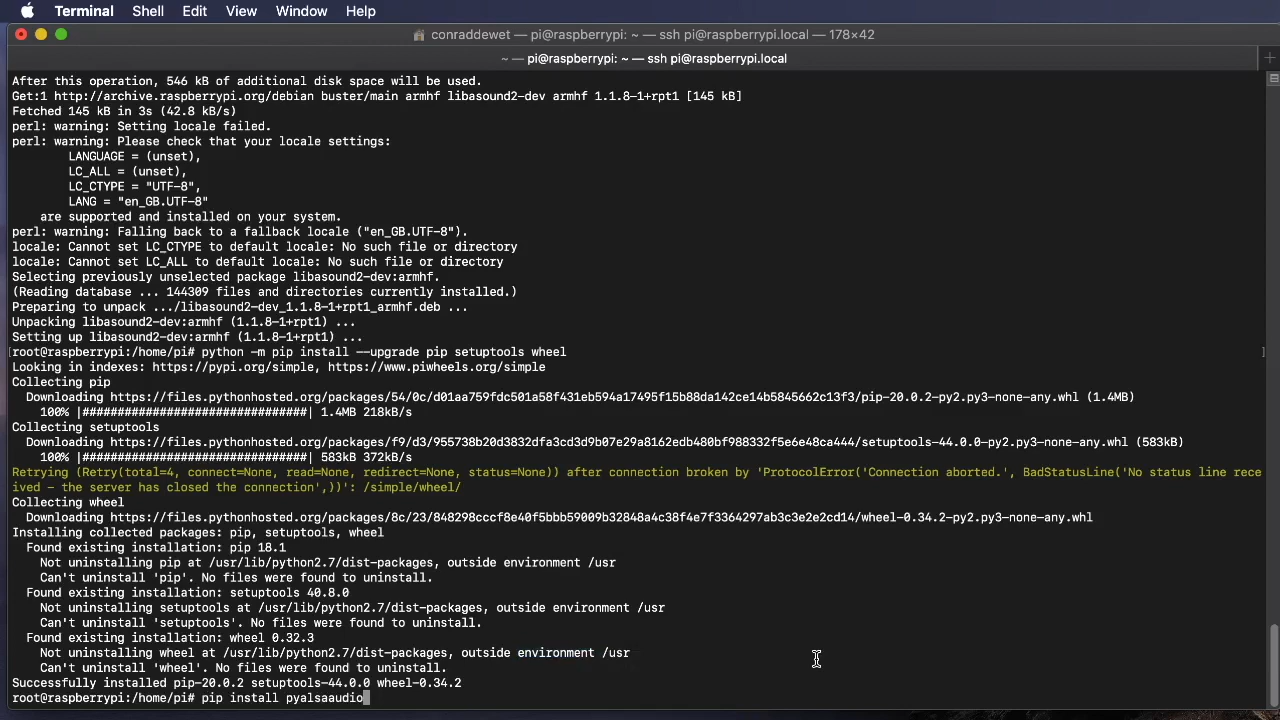 Terminal Shell Edit View Window Help
conraddewet — pi@raspberrypi: ~ — ssh pi@raspberrypi.local — 178×42
~ — pi@raspberrypi: ~ — ssh pi@raspberrypi.local
After this operation, 546 kB of additional disk space will be used.
Get:1 http://archive.raspberrypi.org/debian buster/main armhf libasound2-dev armhf 1.1.8-1+rpt1 [145 kB]
Fetched 145 kB in 3s (42.8 kB/s)
perl: warning: Setting locale failed.
perl: warning: Please check that your locale settings:
LANGUAGE = (unset),
LC_ALL = (unset),
LC_CTYPE = "UTF-8",
LANG = "en_GB.UTF-8"
are supported and installed on your system.
perl: warning: Falling back to a fallback locale ("en_GB.UTF-8").
locale: Cannot set LC_CTYPE to default locale: No such file or directory
locale: Cannot set LC_ALL to default locale: No such file or directory
Selecting previously unselected package libasound2-dev:armhf.
(Reading database ... 144309 files and directories currently installed.)
Preparing to unpack .../libasound2-dev_1.1.8-1+rpt1_armhf.deb ...
Unpacking libasound2-dev:armhf (1.1.8-1+rpt1) ...
Setting up libasound2-dev:armhf (1.1.8-1+rpt1) ...
[root@raspberrypi:/home/pi# python -m pip install --upgrade pip setuptools wheel ]
Looking in indexes: https://pypi.org/simple, https://www.piwheels.org/simple
Collecting pip
Downloading https://files.pythonhosted.org/packages/54/0c/d01aa759fdc501a58f431eb594a17495f15b88da142ce14b5845662c13f3/pip-20.0.2-py2.py3-none-any.whl (1.4MB)
100% |################################| 1.4MB 218kB/s
Collecting setuptools
Downloading https://files.pythonhosted.org/packages/f9/d3/955738b20d3832dfa3cd3d9b07e29a8162edb480bf988332f5e6e48ca444/setuptools-44.0.0-py2.py3-none-any.whl (583kB)
100% |################################| 583kB 372kB/s
Retrying (Retry(total=4, connect=None, read=None, redirect=None, status=None)) after connection broken by 'ProtocolError('Connection aborted.', BadStatusLine('No status line rece
ived - the server has closed the connection',))': /simple/wheel/
Collecting wheel
Downloading https://files.pythonhosted.org/packages/8c/23/848298cccf8e40f5bbb59009b32848a4c38f4e7f3364297ab3c3e2e2cd14/wheel-0.34.2-py2.py3-none-any.whl
Installing collected packages: pip, setuptools, wheel
Found existing installation: pip 18.1
Not uninstalling pip at /usr/lib/python2.7/dist-packages, outside environment /usr
Can't uninstall 'pip'. No files were found to uninstall.
Found existing installation: setuptools 40.8.0
Not uninstalling setuptools at /usr/lib/python2.7/dist-packages, outside environment /usr
Can't uninstall 'setuptools'. No files were found to uninstall.
Found existing installation: wheel 0.32.3
Not uninstalling wheel at /usr/lib/python2.7/dist-packages, outside environment /usr
Can't uninstall 'wheel'. No files were found to uninstall.
Successfully installed pip-20.0.2 setuptools-44.0.0 wheel-0.34.2
root@raspberrypi:/home/pi# pip install pyalsaaudio